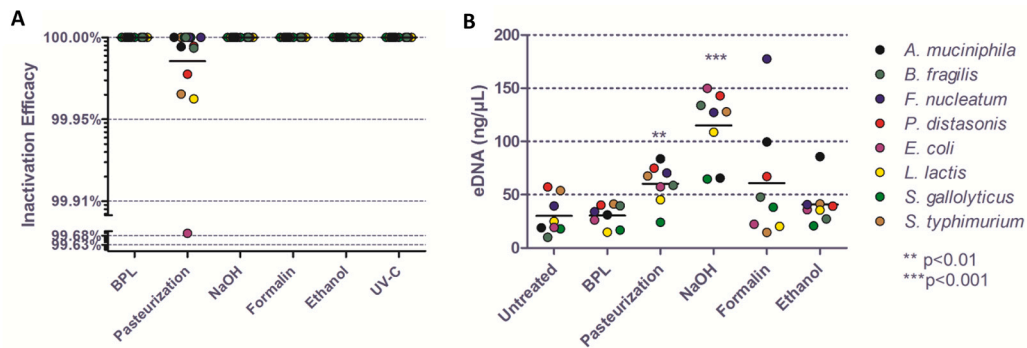 A
Inactivation Efficacy
100.00%
99.95%
99.91%
99.68%
99.63%
BPL
Pasteurization
NaOH
Formalin
Ethanol
UV-C
B
eDNA (ng/µL)
200
150
100
50
0
**
***
Untreated
BPL
Pasteurization
NaOH
Formalin
Ethanol
A. muciniphila
B. fragilis
F. nucleatum
P. distasonis
E. coli
L. lactis
S. gallolyticus
S. typhimurium
** p<0.01
***p<0.001